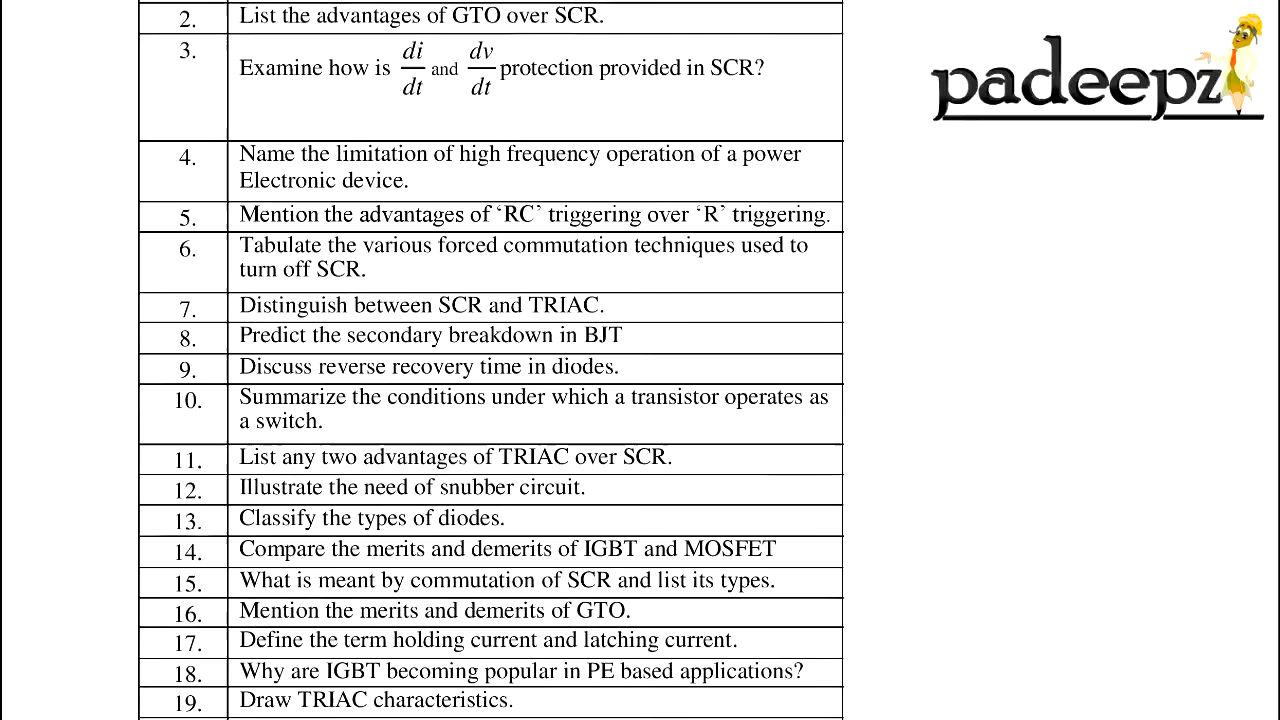 2. List the advantages of GTO over SCR.
3. Examine how is di/dt and dv/dt protection provided in SCR?
padeepz
4. Name the limitation of high frequency operation of a power
Electronic device.
5. Mention the advantages of ‘RC’ triggering over ‘R’ triggering.
6. Tabulate the various forced commutation techniques used to
turn off SCR.
7. Distinguish between SCR and TRIAC.
8. Predict the secondary breakdown in BJT
9. Discuss reverse recovery time in diodes.
10. Summarize the conditions under which a transistor operates as
a switch.
11. List any two advantages of TRIAC over SCR.
12. Illustrate the need of snubber circuit.
13. Classify the types of diodes.
14. Compare the merits and demerits of IGBT and MOSFET
15. What is meant by commutation of SCR and list its types.
16. Mention the merits and demerits of GTO.
17. Define the term holding current and latching current.
18. Why are IGBT becoming popular in PE based applications?
19. Draw TRIAC characteristics.